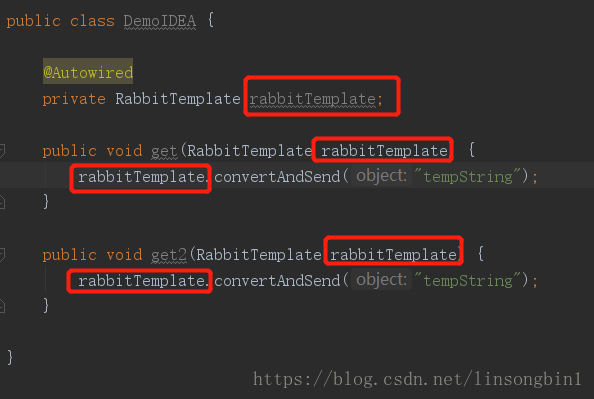 public class DemoIDEA {
@Autowired
private RabbitTemplate rabbitTemplate;
public void get(RabbitTemplate rabbitTemplate) {
rabbitTemplate.convertAndSend( object: "tempString");
}
public void get2(RabbitTemplate rabbitTemplate) {
rabbitTemplate.convertAndSend( object: "tempString");
}
}
https://blog.csdn.net/linsongbin1